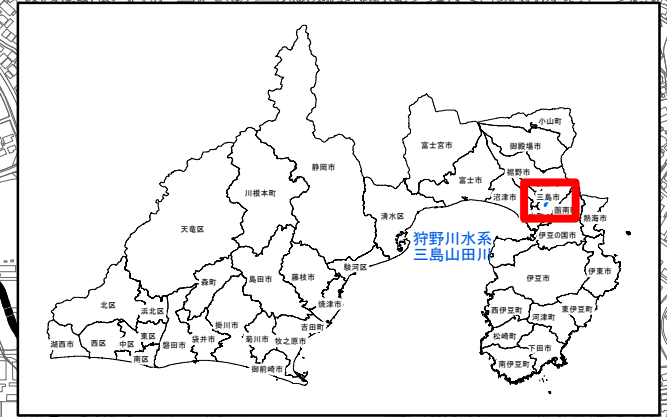 小山町
富士宮市
御殿場市
静岡市
裾野市
富士市
川根本町
沼津市
三島市
函南町
清水区
熱海市
天竜区
伊豆の国市
狩野川水系
三島山田川
駿河区
島田市
藤枝市
伊豆市
伊東市
森町
北区
浜北区
焼津市
西伊豆町
東伊豆町
掛川市
吉田町
河津町
湖西市
西区
中区
東区
磐田市
袋井市
菊川市
牧之原市
松崎町
下田市
南区
御前崎市
南伊豆町